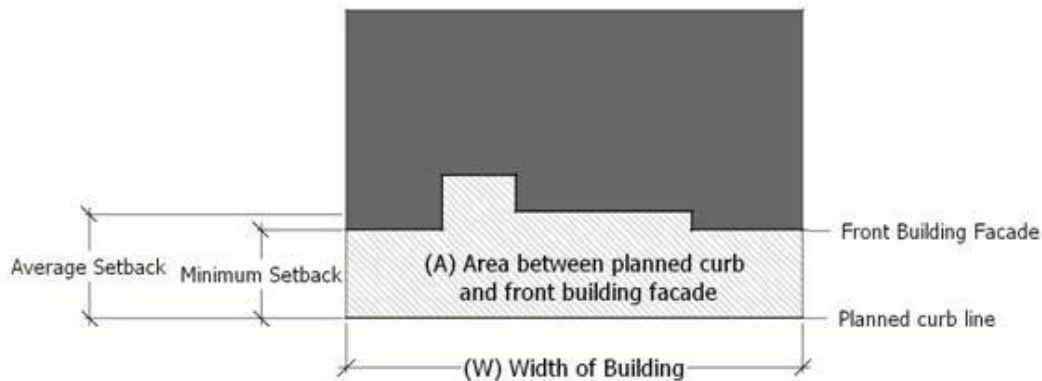 Front Building Facade
Average Setback
Minimum Setback
(A) Area between planned curb
and front building facade
Planned curb line
(W) Width of Building